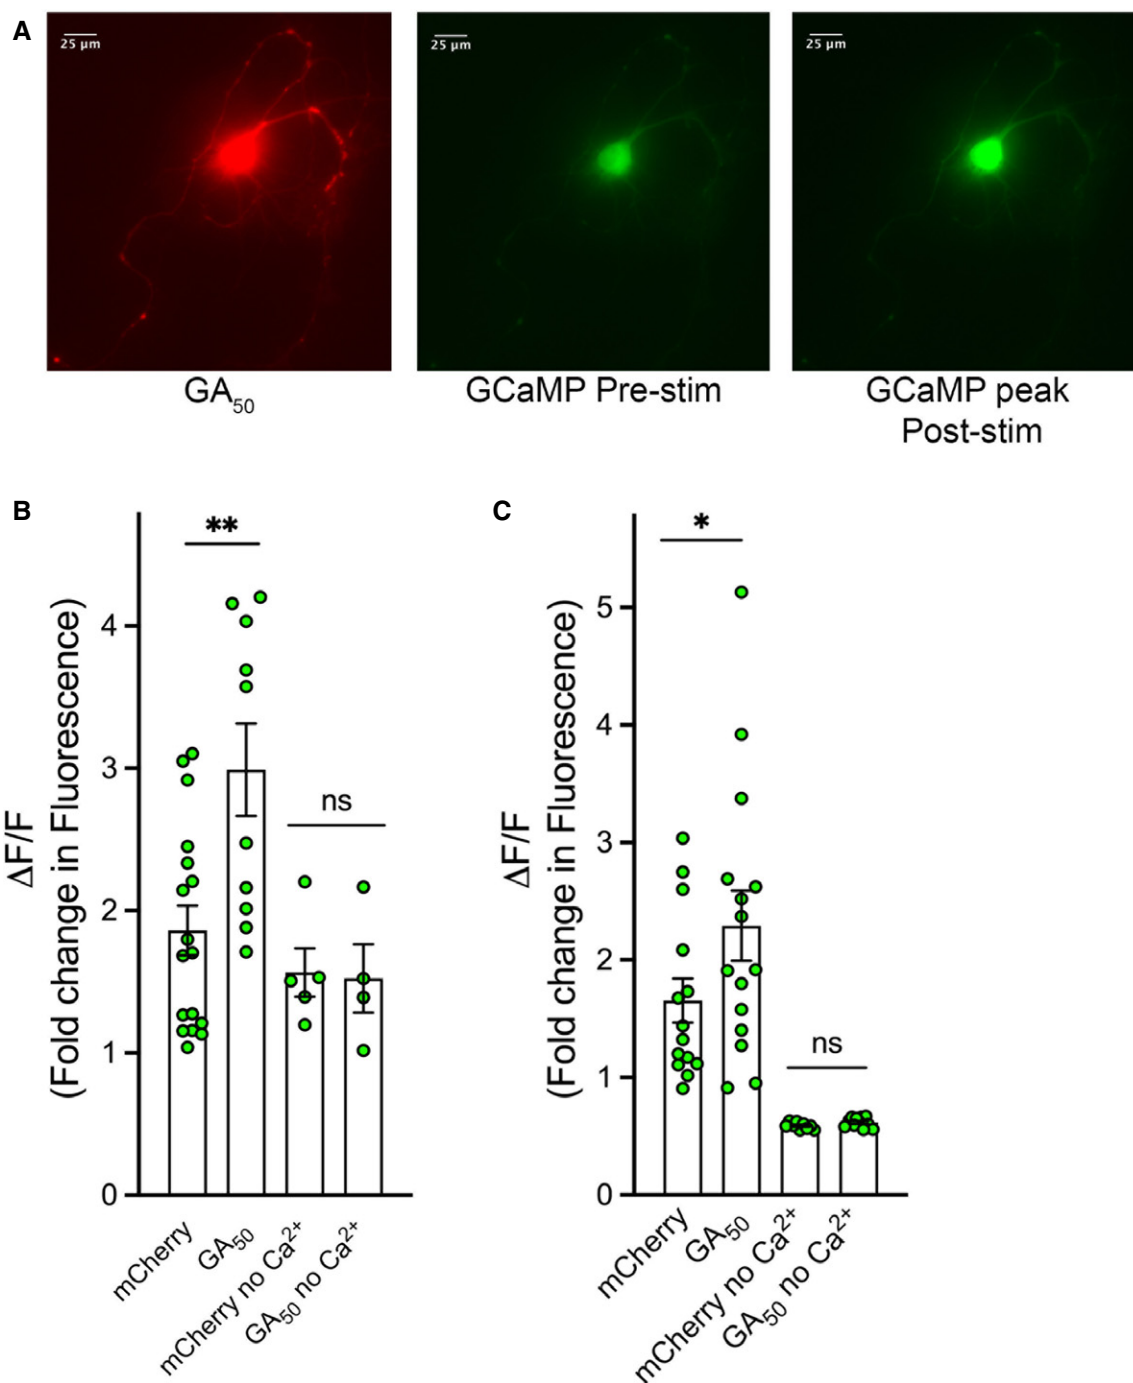 A
25 µm
25 µm
25 µm
GA₅₀
GCaMP Pre-stim
GCaMP peak
Post-stim
B
ΔF/F
(Fold change in Fluorescence)
**
ns
4
3
2
1
0
mCherry
GA₅₀
mCherry no Ca²⁺
GA₅₀ no Ca²⁺
C
ΔF/F
(Fold change in Fluorescence)
*
ns
5
4
3
2
1
0
mCherry
GA₅₀
mCherry no Ca²⁺
GA₅₀ no Ca²⁺